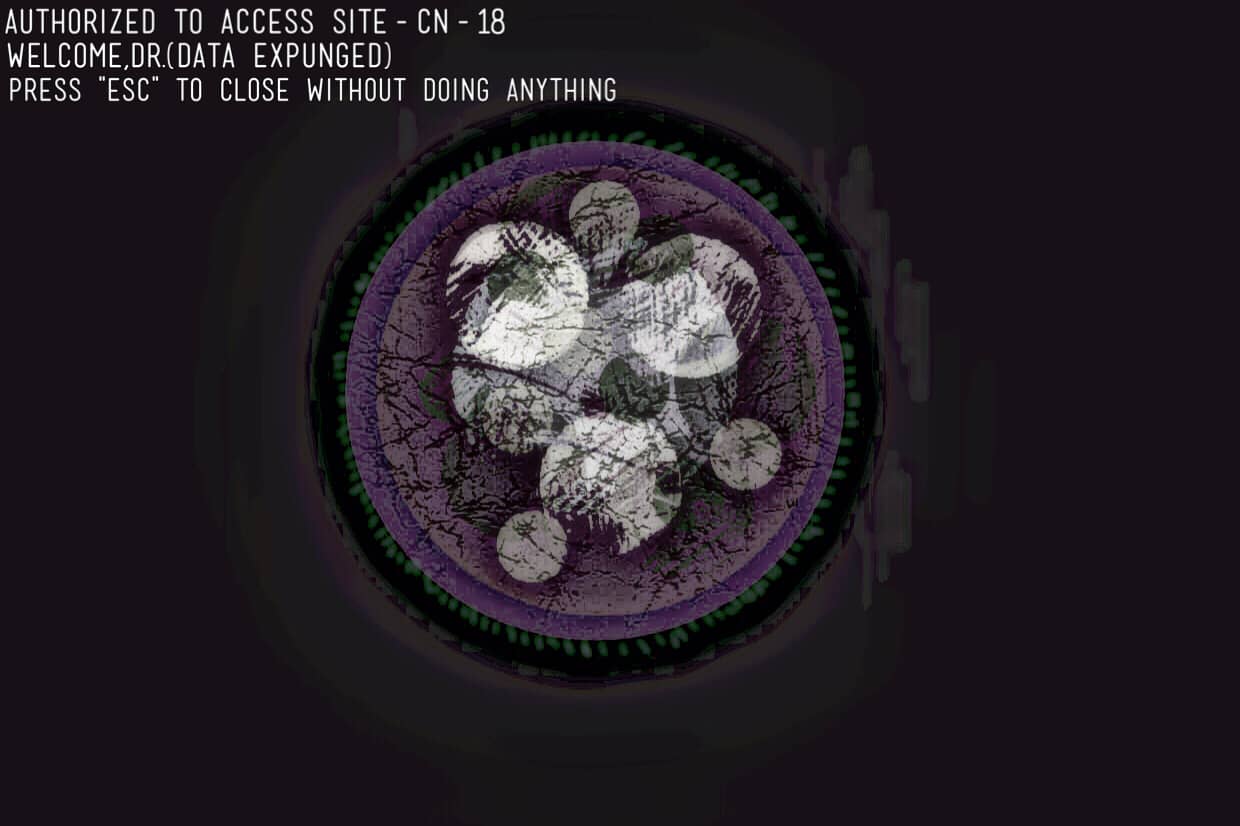 AUTHORIZED TO ACCESS SITE - CN - 18
WELCOME,DR.(DATA EXPUNGED)
PRESS "ESC" TO CLOSE WITHOUT DOING ANYTHING